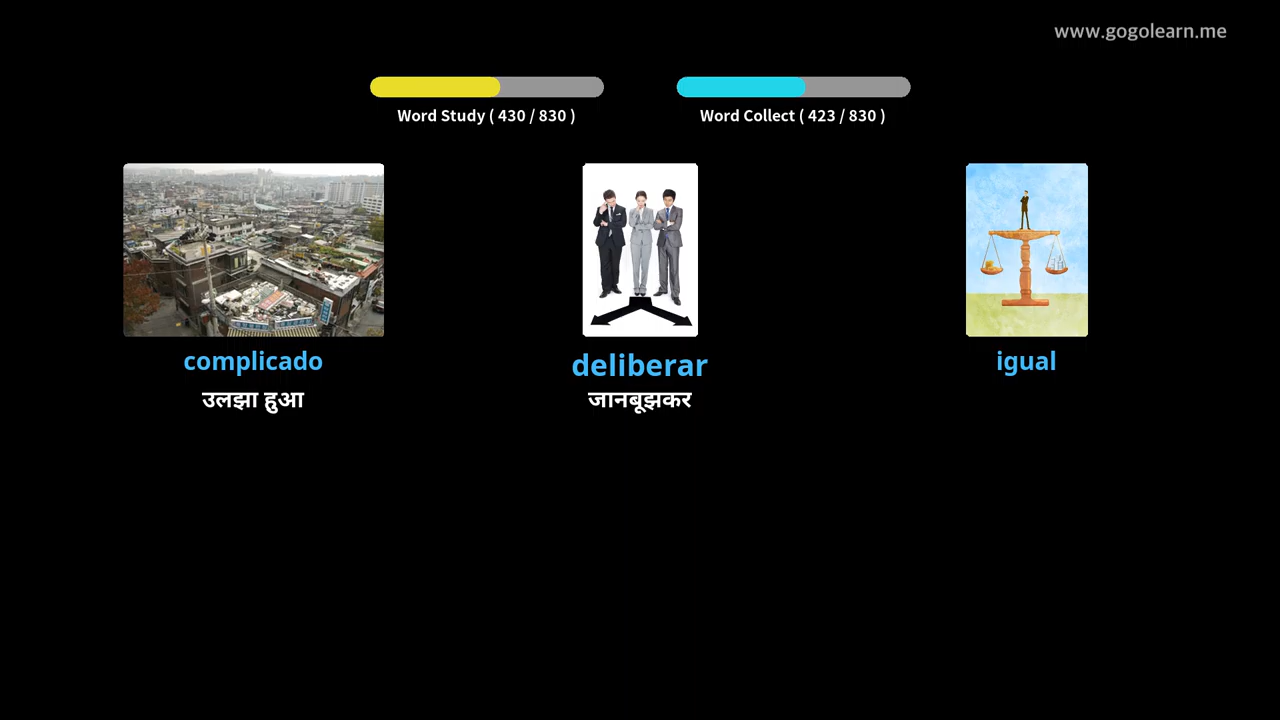 www.gogolearn.me
Word Study ( 430 / 830 )
Word Collect ( 423 / 830 )
complicado
उलझा हुआ
deliberar
जानबूझकर
igual